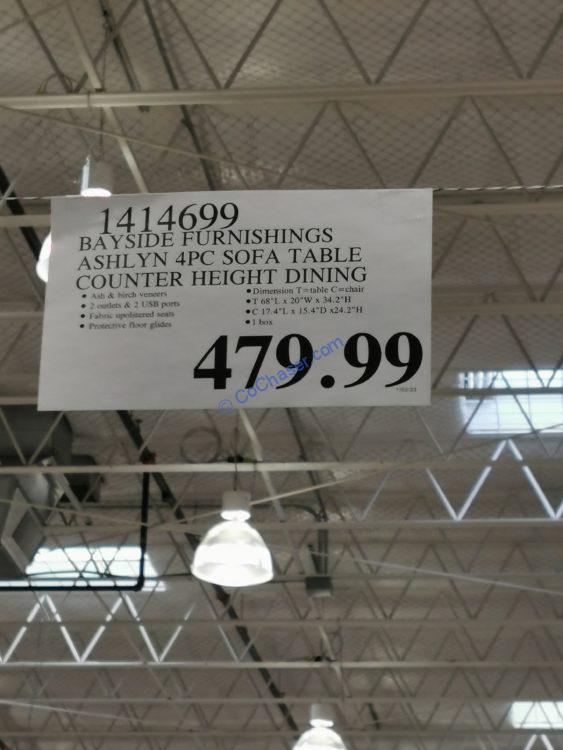 1414699
BAYSIDE FURNISHINGS
ASHLYN 4PC SOFA TABLE
COUNTER HEIGHT DINING
• Ash & birch veneers
• 2 outlets & 2 USB ports
• Fabric upolstered seats
• Protective floor glides
• Dimension T=table C=chair
• T 68"L x 20"W x 34.2"H
• C 17.4"L x 15.4"D x24.2"H
• 1 box
479.99
© CoChaser.com